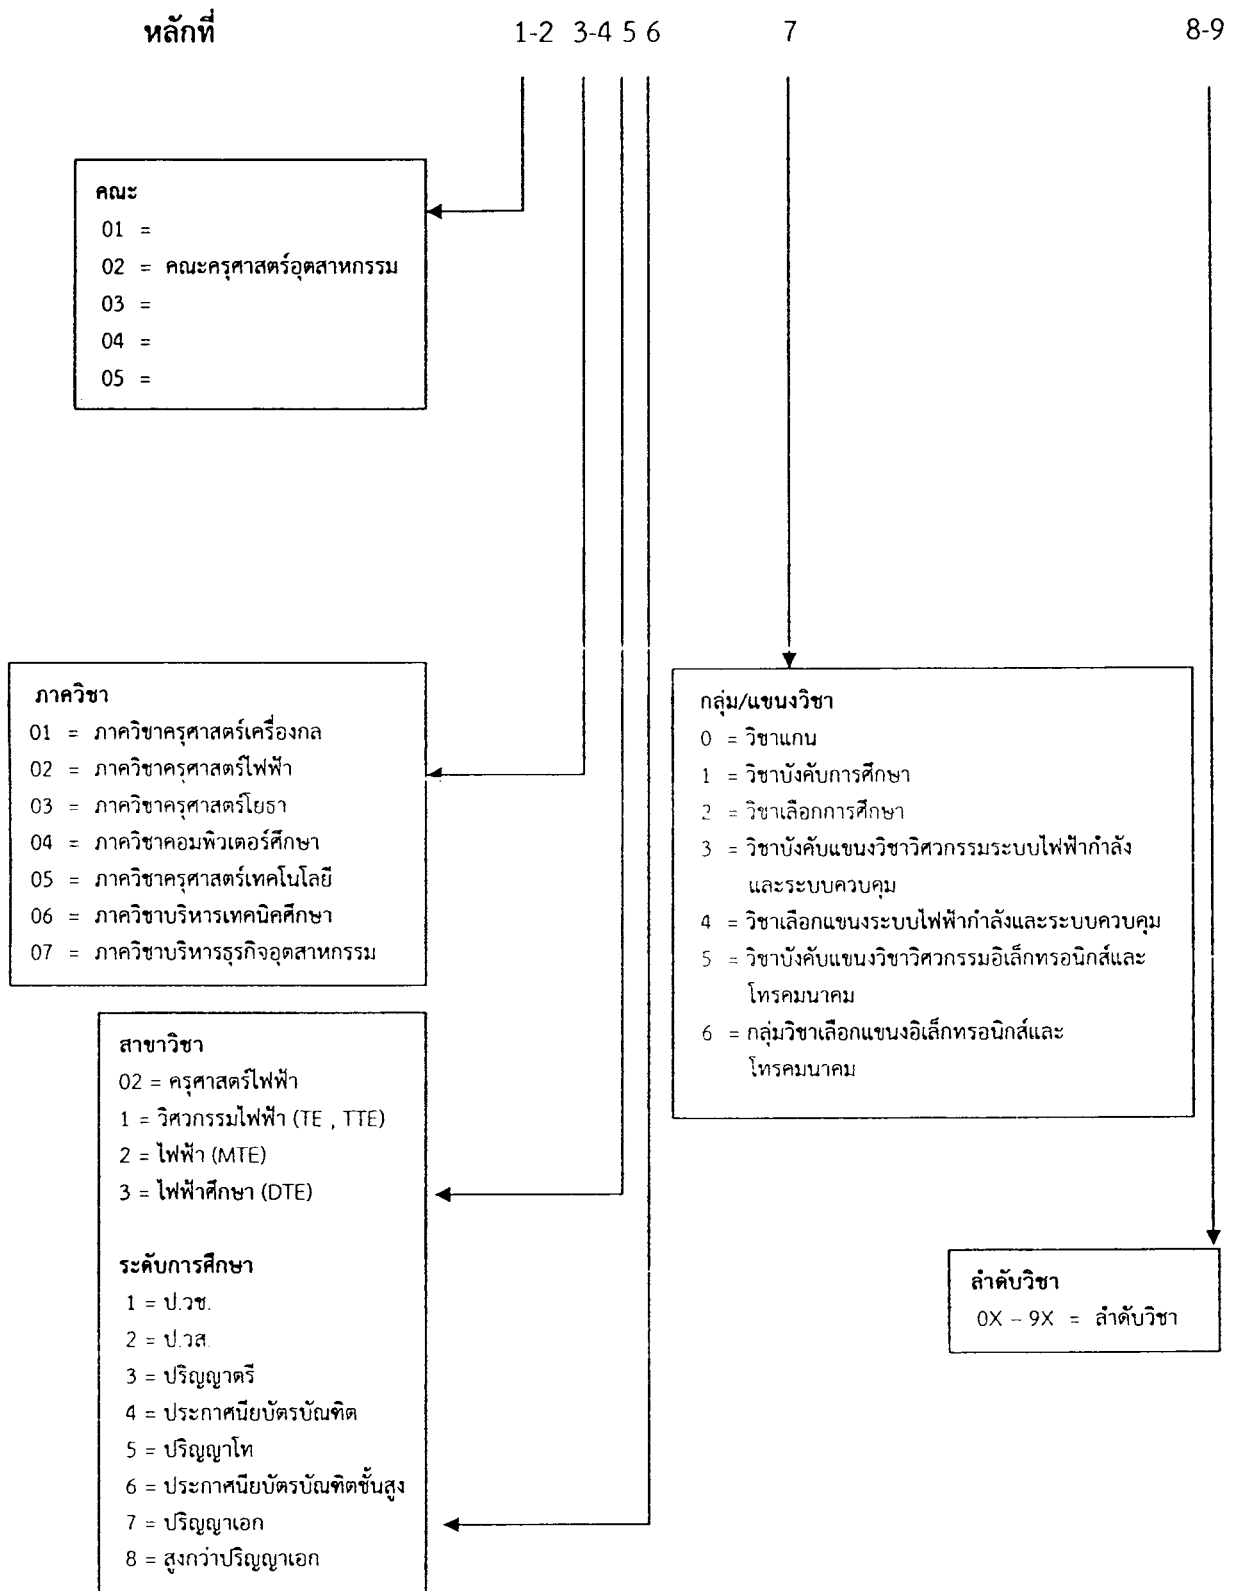 หลักที่ 1-2 3-4 5 6 7 8-9
คณะ
01 =
02 = คณะครุศาสตร์อุตสาหกรรม
03 =
04 =
05 =
ภาควิชา
01 = ภาควิชาครุศาสตร์เครื่องกล
02 = ภาควิชาครุศาสตร์ไฟฟ้า
03 = ภาควิชาครุศาสตร์โยธา
04 = ภาควิชาคอมพิวเตอร์ศึกษา
05 = ภาควิชาครุศาสตร์เทคโนโลยี
06 = ภาควิชาบริหารเทคนิคศึกษา
07 = ภาควิชาบริหารธุรกิจอุตสาหกรรม
กลุ่ม/แขนงวิชา
0 = วิชาแกน
1 = วิชาบังคับการศึกษา
2 = วิชาเลือกการศึกษา
3 = วิชาบังคับแขนงวิชาวิศวกรรมระบบไฟฟ้ากำลัง
และระบบควบคุม
4 = วิชาเลือกแขนงระบบไฟฟ้ากำลังและระบบควบคุม
5 = วิชาบังคับแขนงวิชาวิศวกรรมอิเล็กทรอนิกส์และ
โทรคมนาคม
6 = กลุ่มวิชาเลือกแขนงอิเล็กทรอนิกส์และ
โทรคมนาคม
สาขาวิชา
02 = ครุศาสตร์ไฟฟ้า
1 = วิศวกรรมไฟฟ้า (TE , TTE)
2 = ไฟฟ้า (MTE)
3 = ไฟฟ้าศึกษา (DTE)
ระดับการศึกษา
1 = ป.วช.
2 = ป.วส.
3 = ปริญญาตรี
4 = ประกาศนียบัตรบัณฑิต
5 = ปริญญาโท
6 = ประกาศนียบัตรบัณฑิตชั้นสูง
7 = ปริญญาเอก
8 = สูงกว่าปริญญาเอก
ลำดับวิชา
0X – 9X = ลำดับวิชา